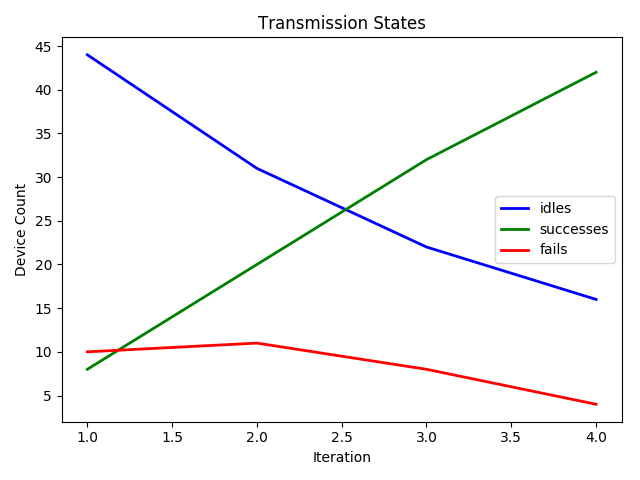 Transmission States
Device Count
45
40
35
30
25
20
15
10
5
idles
successes
fails
1.0 1.5 2.0 2.5 3.0 3.5 4.0
Iteration